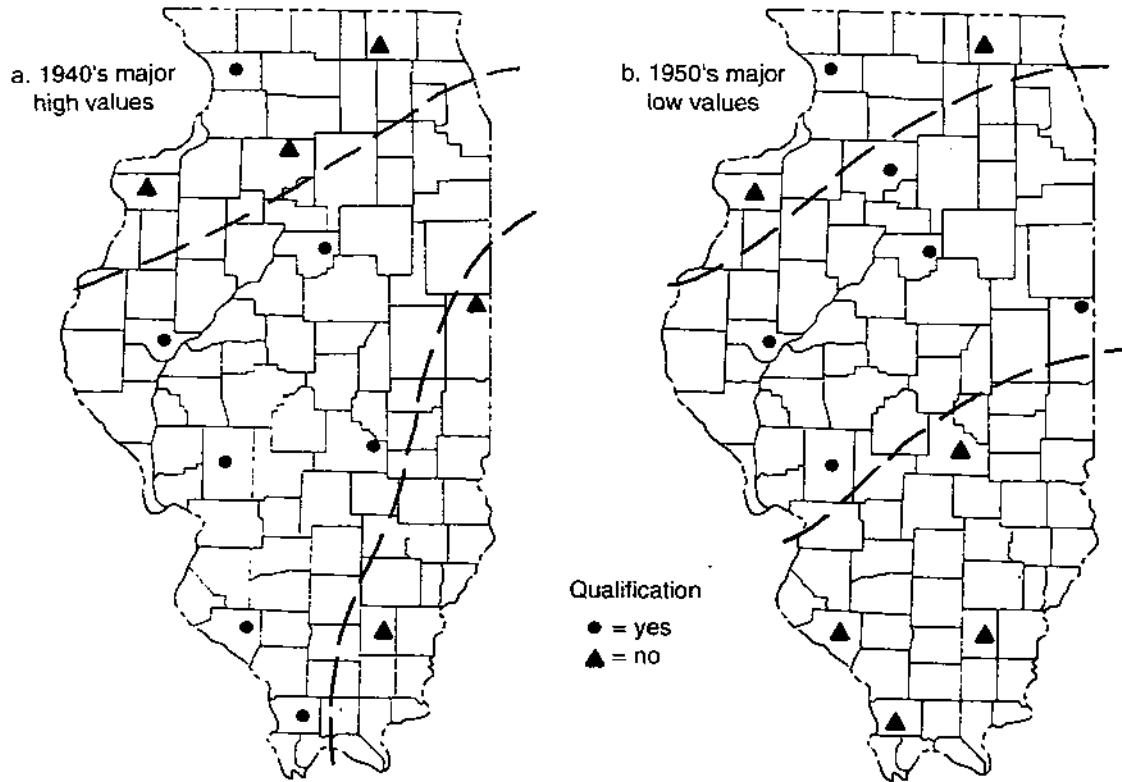 a. 1940's major
high values
b. 1950's major
low values
Qualification
● = yes
▲ = no